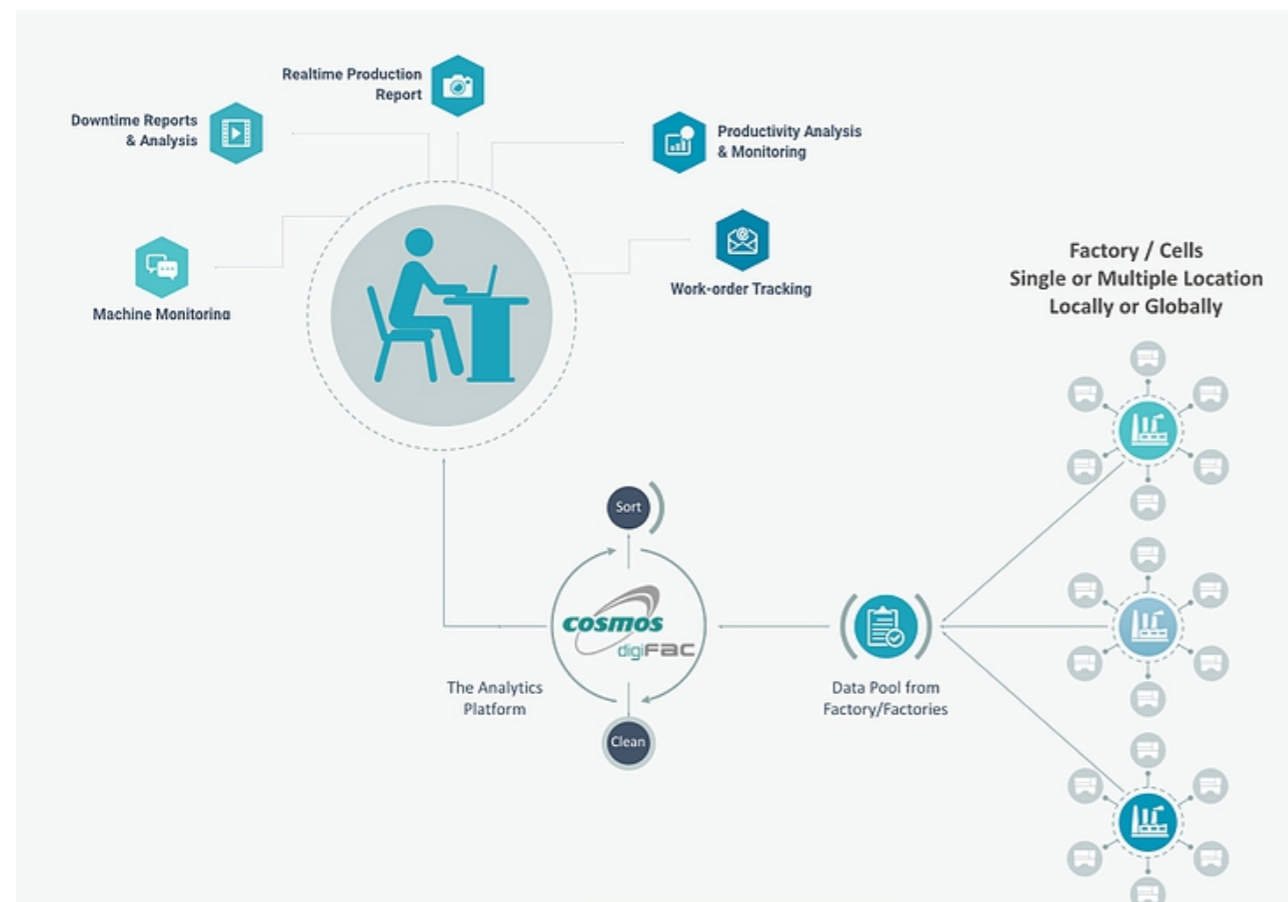 Realtime Production
Report
Downtime Reports
& Analysis
Productivity Analysis
& Monitoring
Machine Monitoring
Work-order Tracking
Factory / Cells
Single or Multiple Location
Locally or Globally
Sort
cosmos
digiFac
The Analytics
Platform
Data Pool from
Factory/Factories
Clean